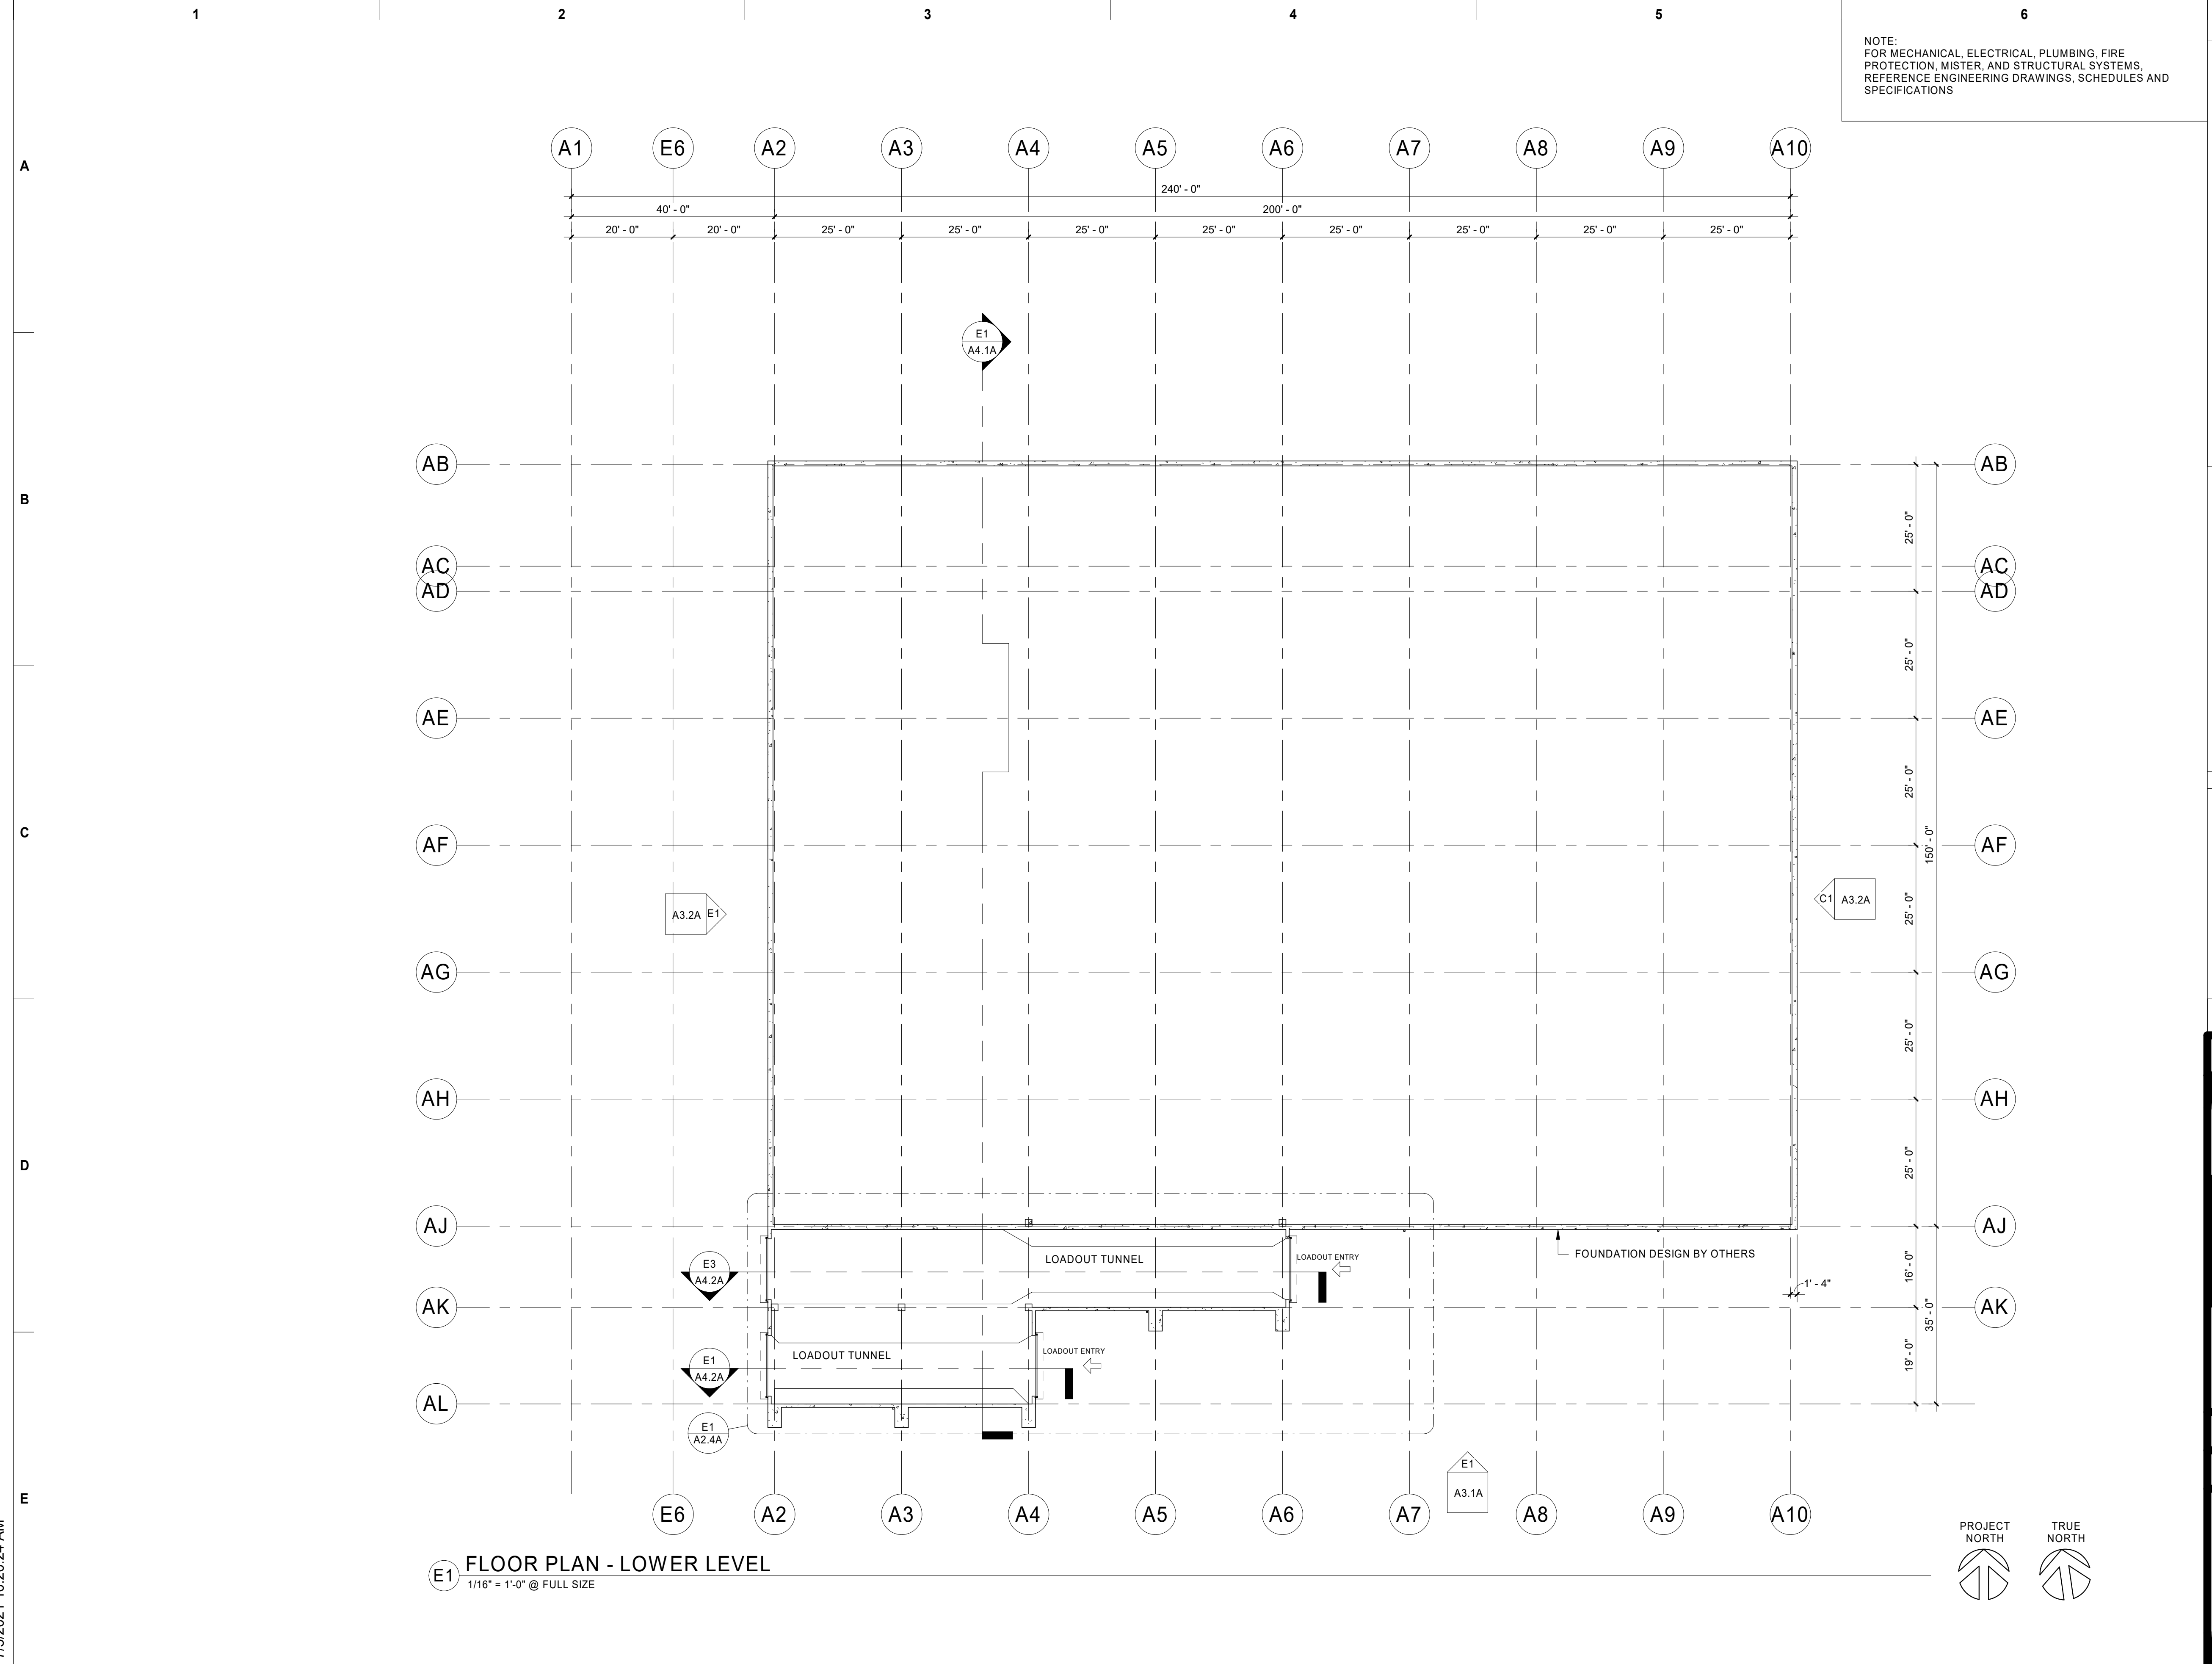 1 2 3 4 5 6
NOTE:
FOR MECHANICAL, ELECTRICAL, PLUMBING, FIRE
PROTECTION, MISTER, AND STRUCTURAL SYSTEMS,
REFERENCE ENGINEERING DRAWINGS, SCHEDULES AND
SPECIFICATIONS
A1 E6 A2 A3 A4 A5 A6 A7 A8 A9 A10
A
240' - 0"
40' - 0" 200' - 0"
20' - 0" 20' - 0" 25' - 0" 25' - 0" 25' - 0" 25' - 0" 25' - 0" 25' - 0" 25' - 0" 25' - 0"
E1
A4.1A
AB AB
B
25' - 0"
AC AC
AD AD
25' - 0"
AE AE
25' - 0"
C
AF AF
150' - 0"
25' - 0"
A3.2A E1
C1 A3.2A
AG AG
25' - 0"
AH AH
25' - 0"
D
AJ AJ
FOUNDATION DESIGN BY OTHERS
LOADOUT TUNNEL
LOADOUT ENTRY
E3
A4.2A
16' - 0"
1' - 4"
AK AK
35' - 0"
LOADOUT TUNNEL
LOADOUT ENTRY
E1
A4.2A
19' - 0"
AL
E1
A2.4A
E1
A3.1A
E
E6 A2 A3 A4 A5 A6 A7 A8 A9 A10
PROJECT
NORTH
TRUE
NORTH
E1 FLOOR PLAN - LOWER LEVEL
1/16" = 1'-0" @ FULL SIZE